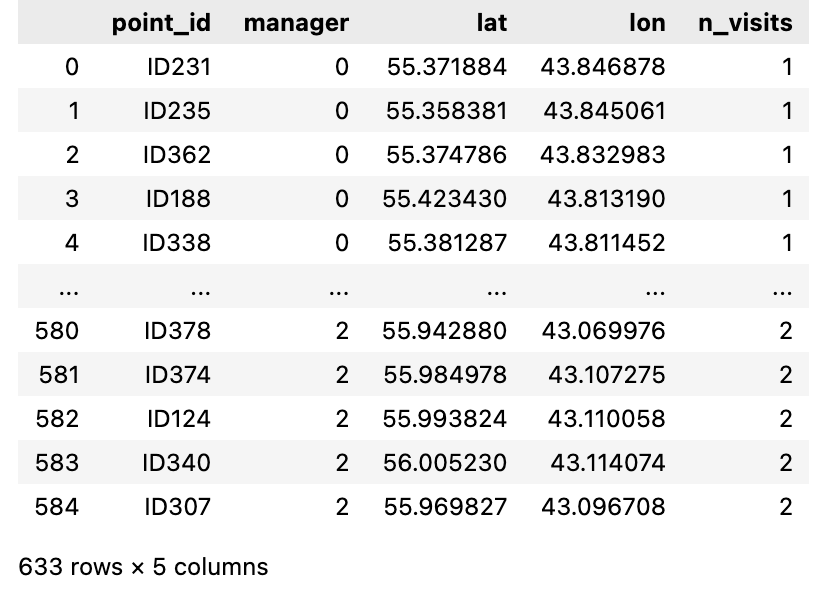 point_id manager lat lon n_visits
0 ID231 0 55.371884 43.846878 1
1 ID235 0 55.358381 43.845061 1
2 ID362 0 55.374786 43.832983 1
3 ID188 0 55.423430 43.813190 1
4 ID338 0 55.381287 43.811452 1
... ... ... ... ... ...
580 ID378 2 55.942880 43.069976 2
581 ID374 2 55.984978 43.107275 2
582 ID124 2 55.993824 43.110058 2
583 ID340 2 56.005230 43.114074 2
584 ID307 2 55.969827 43.096708 2
633 rows × 5 columns